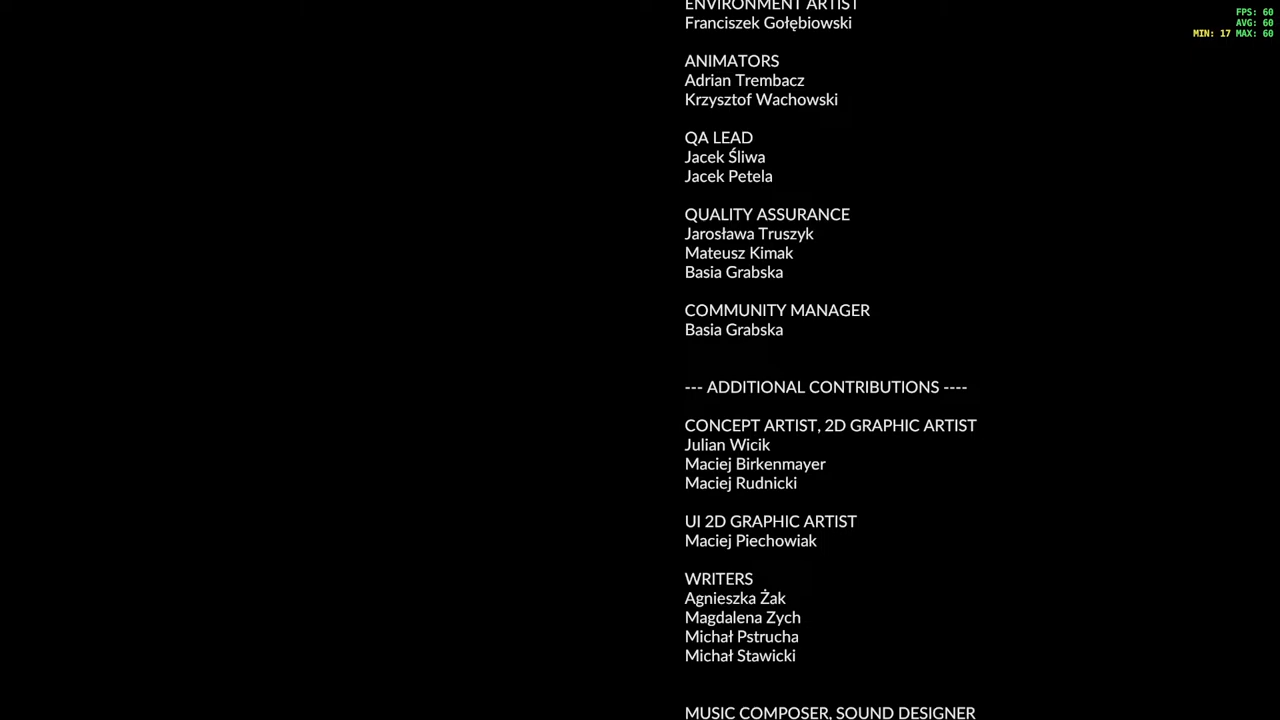 ENVIRONMENT ARTIST
Franciszek Gołębiowski
ANIMATORS
Adrian Trembacz
Krzysztof Wachowski
QA LEAD
Jacek Śliwa
Jacek Petela
QUALITY ASSURANCE
Jarosława Truszyk
Mateusz Kimak
Basia Grabska
COMMUNITY MANAGER
Basia Grabska
--- ADDITIONAL CONTRIBUTIONS ----
CONCEPT ARTIST, 2D GRAPHIC ARTIST
Julian Wicik
Maciej Birkenmayer
Maciej Rudnicki
UI 2D GRAPHIC ARTIST
Maciej Piechowiak
WRITERS
Agnieszka Żak
Magdalena Zych
Michał Pstrucha
Michał Stawicki
MUSIC COMPOSER, SOUND DESIGNER
FPS: 60
AVG: 60
MIN: 17 MAX: 60